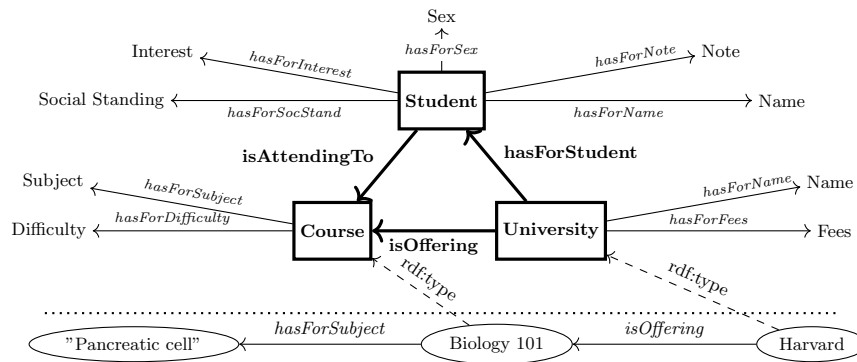 Sex
Interest
hasForInterest
hasForSex
hasForNote
Note
Social Standing
hasForSocStand
Student
hasForName
Name
isAttendingTo
hasForStudent
Subject
hasForSubject
hasForName
Name
Difficulty
hasForDifficulty
Course
isOffering
University
hasForFees
Fees
rdf:type
rdf:type
"Pancreatic cell"
hasForSubject
Biology 101
isOffering
Harvard